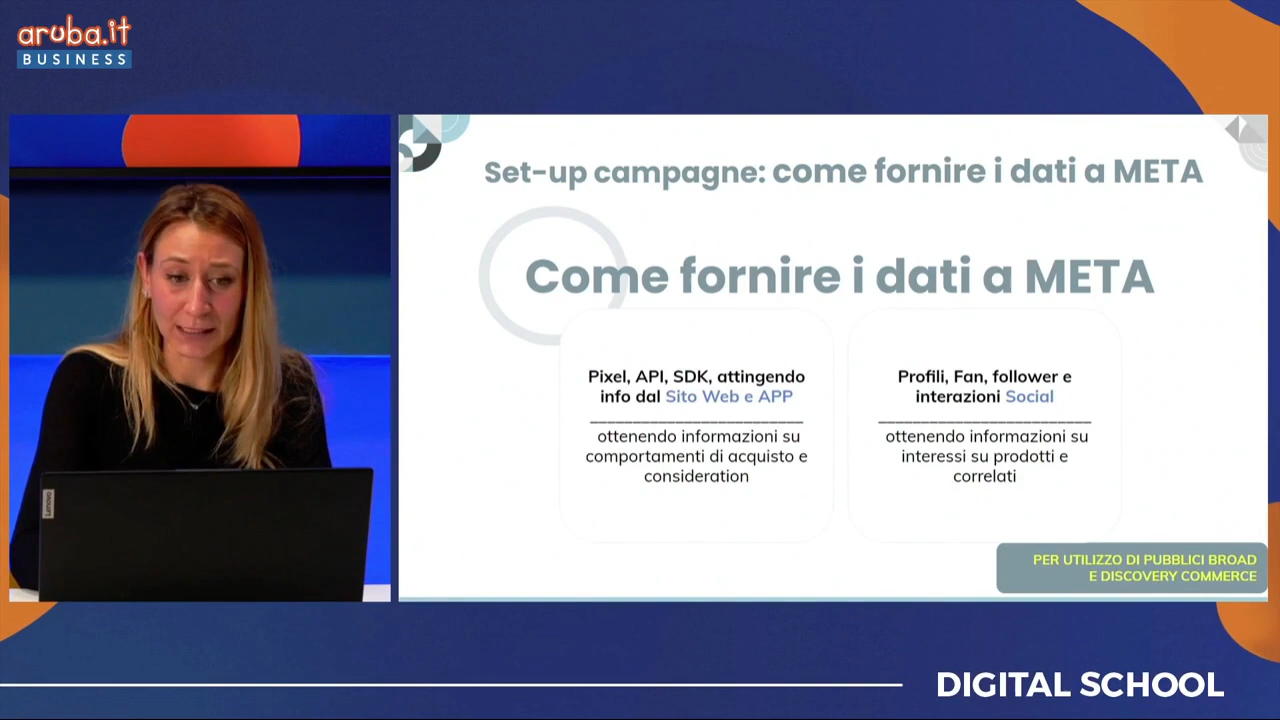 aruba.it
BUSINESS
Set-up campagne: come fornire i dati a META
Come fornire i dati a META
Pixel, API, SDK, attingendo
info dal Sito Web e APP
ottenendo informazioni su
comportamenti di acquisto e
consideration
Profili, Fan, follower e
interazioni Social
ottenendo informazioni su
interessi su prodotti e
correlati
PER UTILIZZO DI PUBBLICI BROAD
E DISCOVERY COMMERCE
Lenovo
DIGITAL SCHOOL